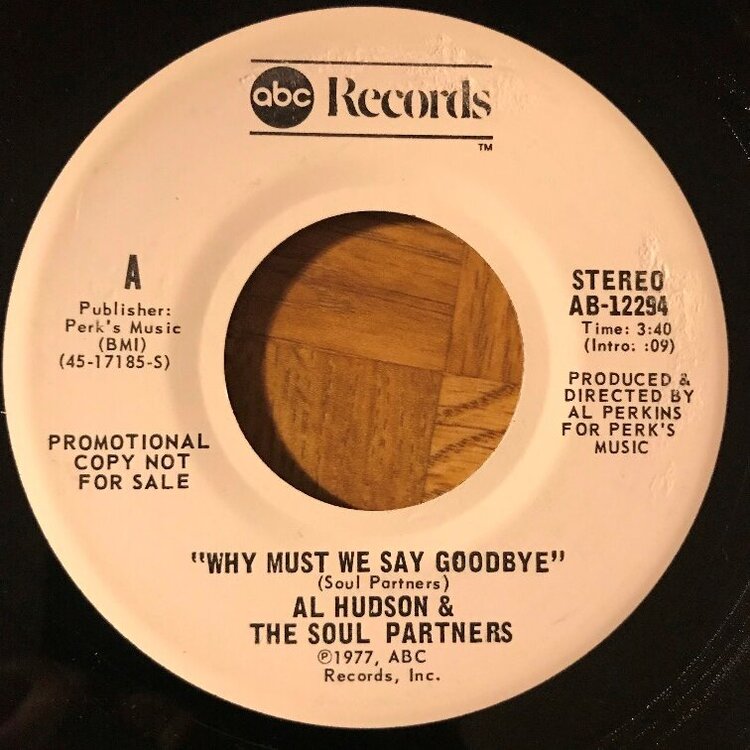 abc Records
TM
A
Publisher:
Perk's Music
(BMI)
(45-17185-S)
PROMOTIONAL
COPY NOT
FOR SALE
STEREO
AB-12294
Time: 3:40
(Intro: :09)
PRODUCED &
DIRECTED BY
AL PERKINS
FOR PERK'S
MUSIC
"WHY MUST WE SAY GOODBYE"
(Soul Partners)
AL HUDSON &
THE SOUL PARTNERS
℗1977, ABC
Records, Inc.